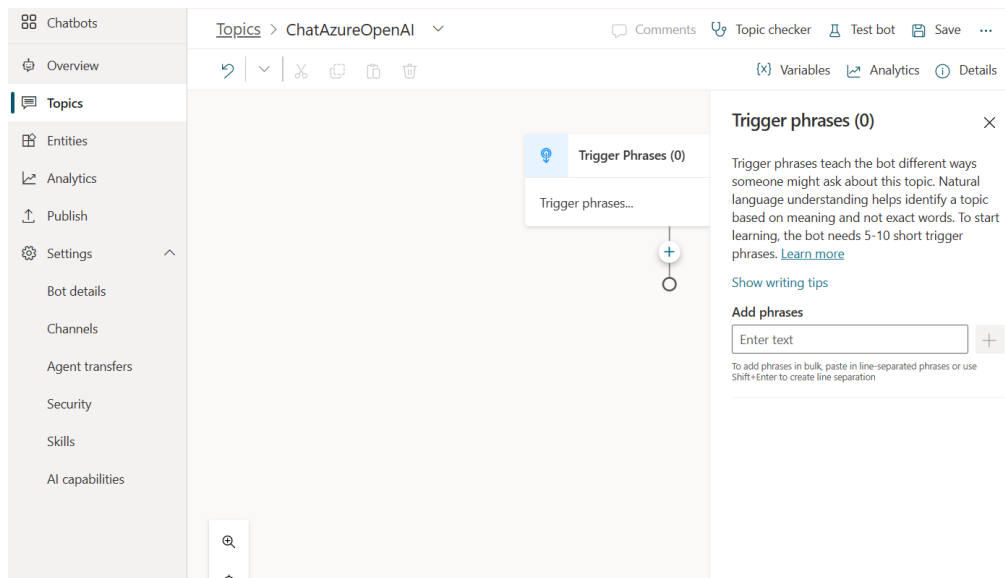 Chatbots
Overview
Topics
Entities
Analytics
Publish
Settings
Bot details
Channels
Agent transfers
Security
Skills
AI capabilities
Topics > ChatAzureOpenAI
Comments Topic checker Test bot Save ...
{x} Variables Analytics Details
Trigger Phrases (0)
Trigger phrases...
Trigger phrases (0)
Trigger phrases teach the bot different ways
someone might ask about this topic. Natural
language understanding helps identify a topic
based on meaning and not exact words. To start
learning, the bot needs 5-10 short trigger
phrases. Learn more
Show writing tips
Add phrases
Enter text
To add phrases in bulk, paste in line-separated phrases or use
Shift+Enter to create line separation